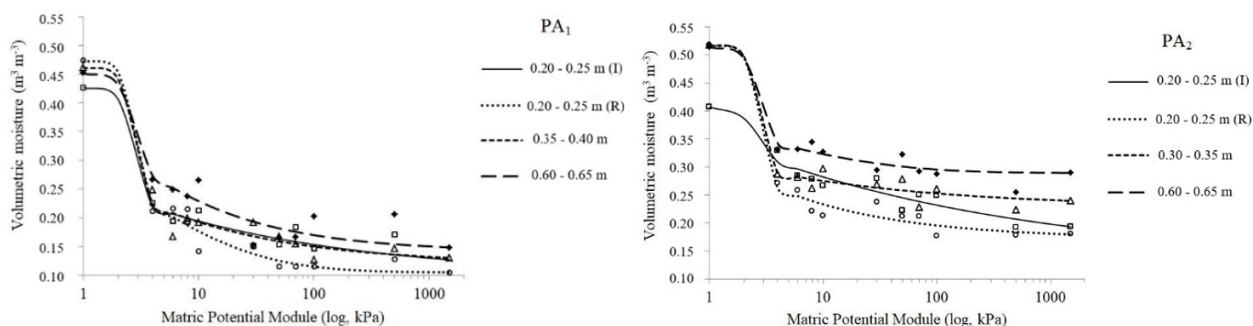 PA1
0.55
0.50
0.45
0.40
0.35
0.30
0.25
0.20
0.15
0.10
Volumetric moisture (m³ m⁻³)
1 10 100 1000
Matric Potential Module (log, kPa)
0.20 - 0.25 m (I)
0.20 - 0.25 m (R)
0.35 - 0.40 m
0.60 - 0.65 m
PA2
0.55
0.50
0.45
0.40
0.35
0.30
0.25
0.20
0.15
0.10
Volumetric moisture (m³ m⁻³)
1 10 100 1000
Matric Potential Module (log, kPa)
0.20 - 0.25 m (I)
0.20 - 0.25 m (R)
0.30 - 0.35 m
0.60 - 0.65 m